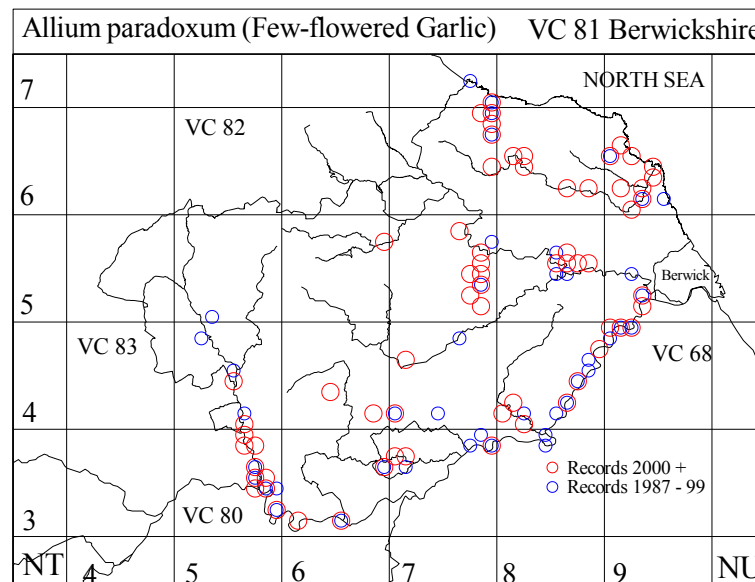 Allium paradoxum (Few-flowered Garlic) VC 81 Berwickshire
7
NORTH SEA
VC 82
6
Berwick
5
VC 83
VC 68
4
Records 2000 +
Records 1987 - 99
VC 80
3
NT 4 5 6 7 8 9 NU